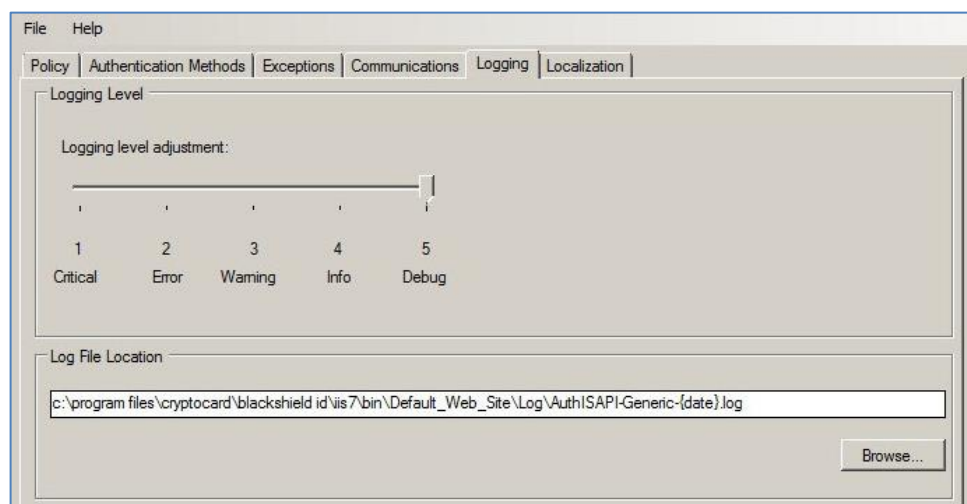 File Help
Policy Authentication Methods Exceptions Communications Logging Localization
Logging Level
Logging level adjustment:
1 2 3 4 5
Critical Error Warning Info Debug
Log File Location
c:\program files\cryptocard\blackshield id\iis7\bin\Default_Web_Site\Log\AuthISAPI-Generic-{date}.log
Browse...